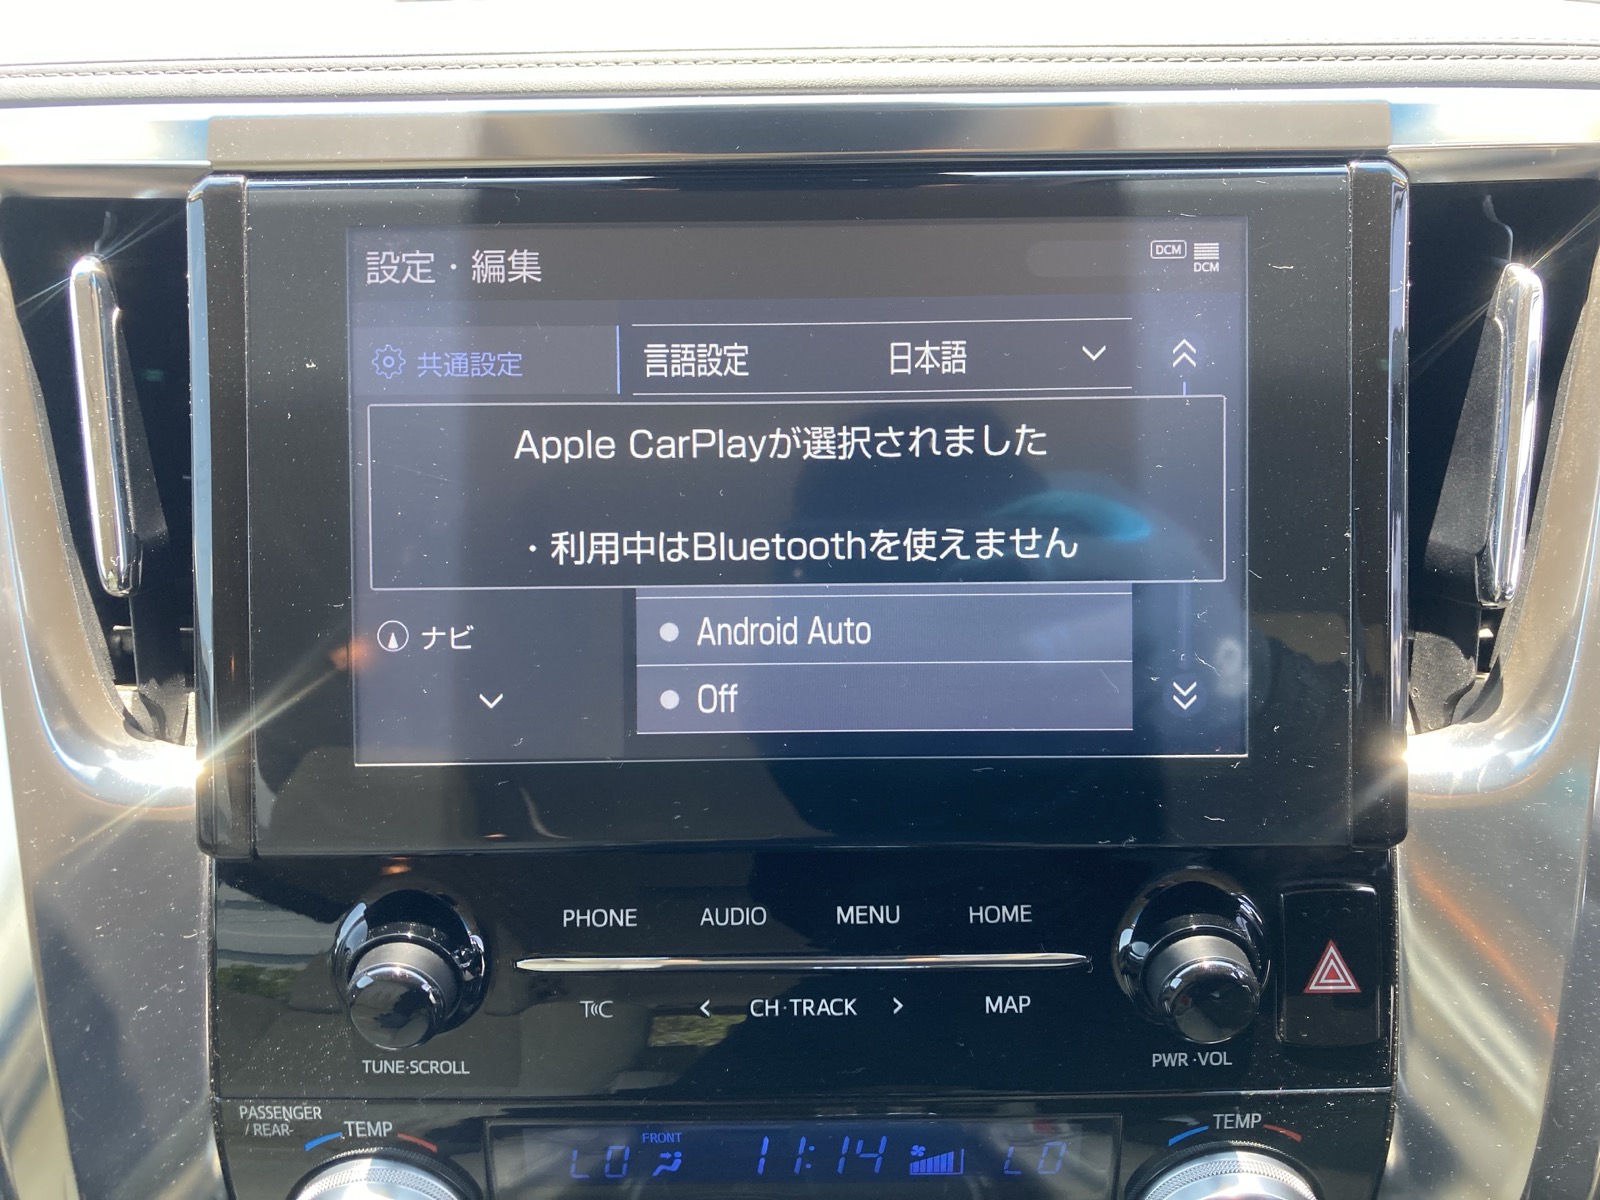 設定・編集
DCM
DCM
共通設定
言語設定 日本語
Apple CarPlayが選択されました
・利用中はBluetoothを使えません
ナビ
Android Auto
Off
PHONE AUDIO MENU HOME
T C < CH·TRACK > MAP
TUNE·SCROLL
PWR·VOL
PASSENGER
/REAR-
TEMP
TEMP
FRONT
LO 11:14 LO